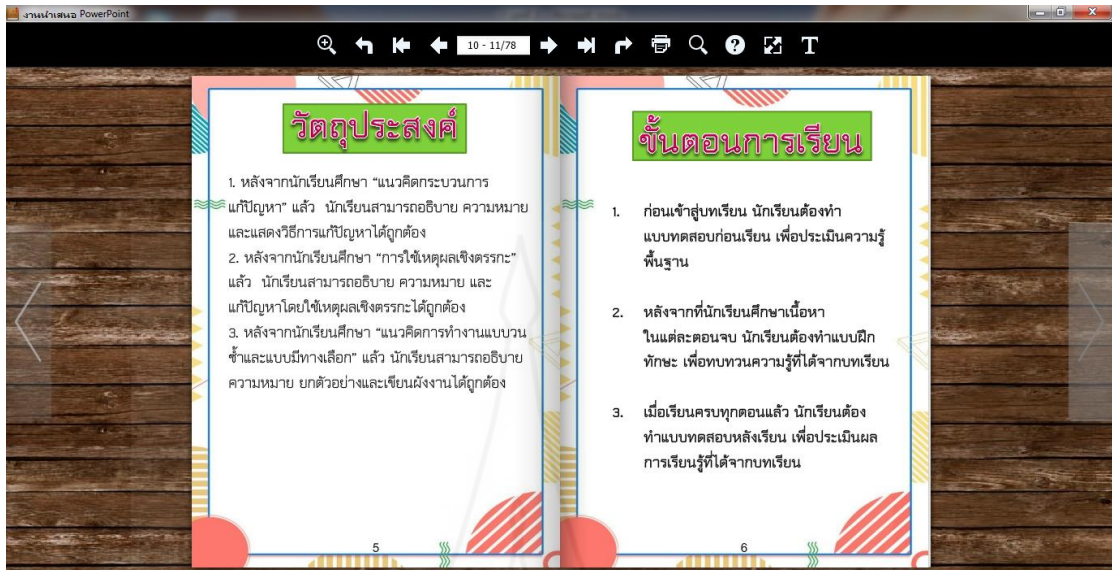 งานนำเสนอ PowerPoint
10 - 11/78
T
วัตถุประสงค์
1. หลังจากนักเรียนศึกษา “แนวคิดกระบวนการ
แก้ปัญหา” แล้ว นักเรียนสามารถอธิบาย ความหมาย
และแสดงวิธีการแก้ปัญหาได้ถูกต้อง
2. หลังจากนักเรียนศึกษา “การใช้เหตุผลเชิงตรรกะ”
แล้ว นักเรียนสามารถอธิบาย ความหมาย และ
แก้ปัญหาโดยใช้เหตุผลเชิงตรรกะได้ถูกต้อง
3. หลังจากนักเรียนศึกษา “แนวคิดการทำงานแบบวน
ซ้ำและแบบมีทางเลือก” แล้ว นักเรียนสามารถอธิบาย
ความหมาย ยกตัวอย่างและเขียนผังงานได้ถูกต้อง
5
ขั้นตอนการเรียน
1. ก่อนเข้าสู่บทเรียน นักเรียนต้องทำ
แบบทดสอบก่อนเรียน เพื่อประเมินความรู้
พื้นฐาน
2. หลังจากที่นักเรียนศึกษาเนื้อหา
ในแต่ละตอนจบ นักเรียนต้องทำแบบฝึก
ทักษะ เพื่อทบทวนความรู้ที่ได้จากบทเรียน
3. เมื่อเรียนครบทุกตอนแล้ว นักเรียนต้อง
ทำแบบทดสอบหลังเรียน เพื่อประเมินผล
การเรียนรู้ที่ได้จากบทเรียน
6